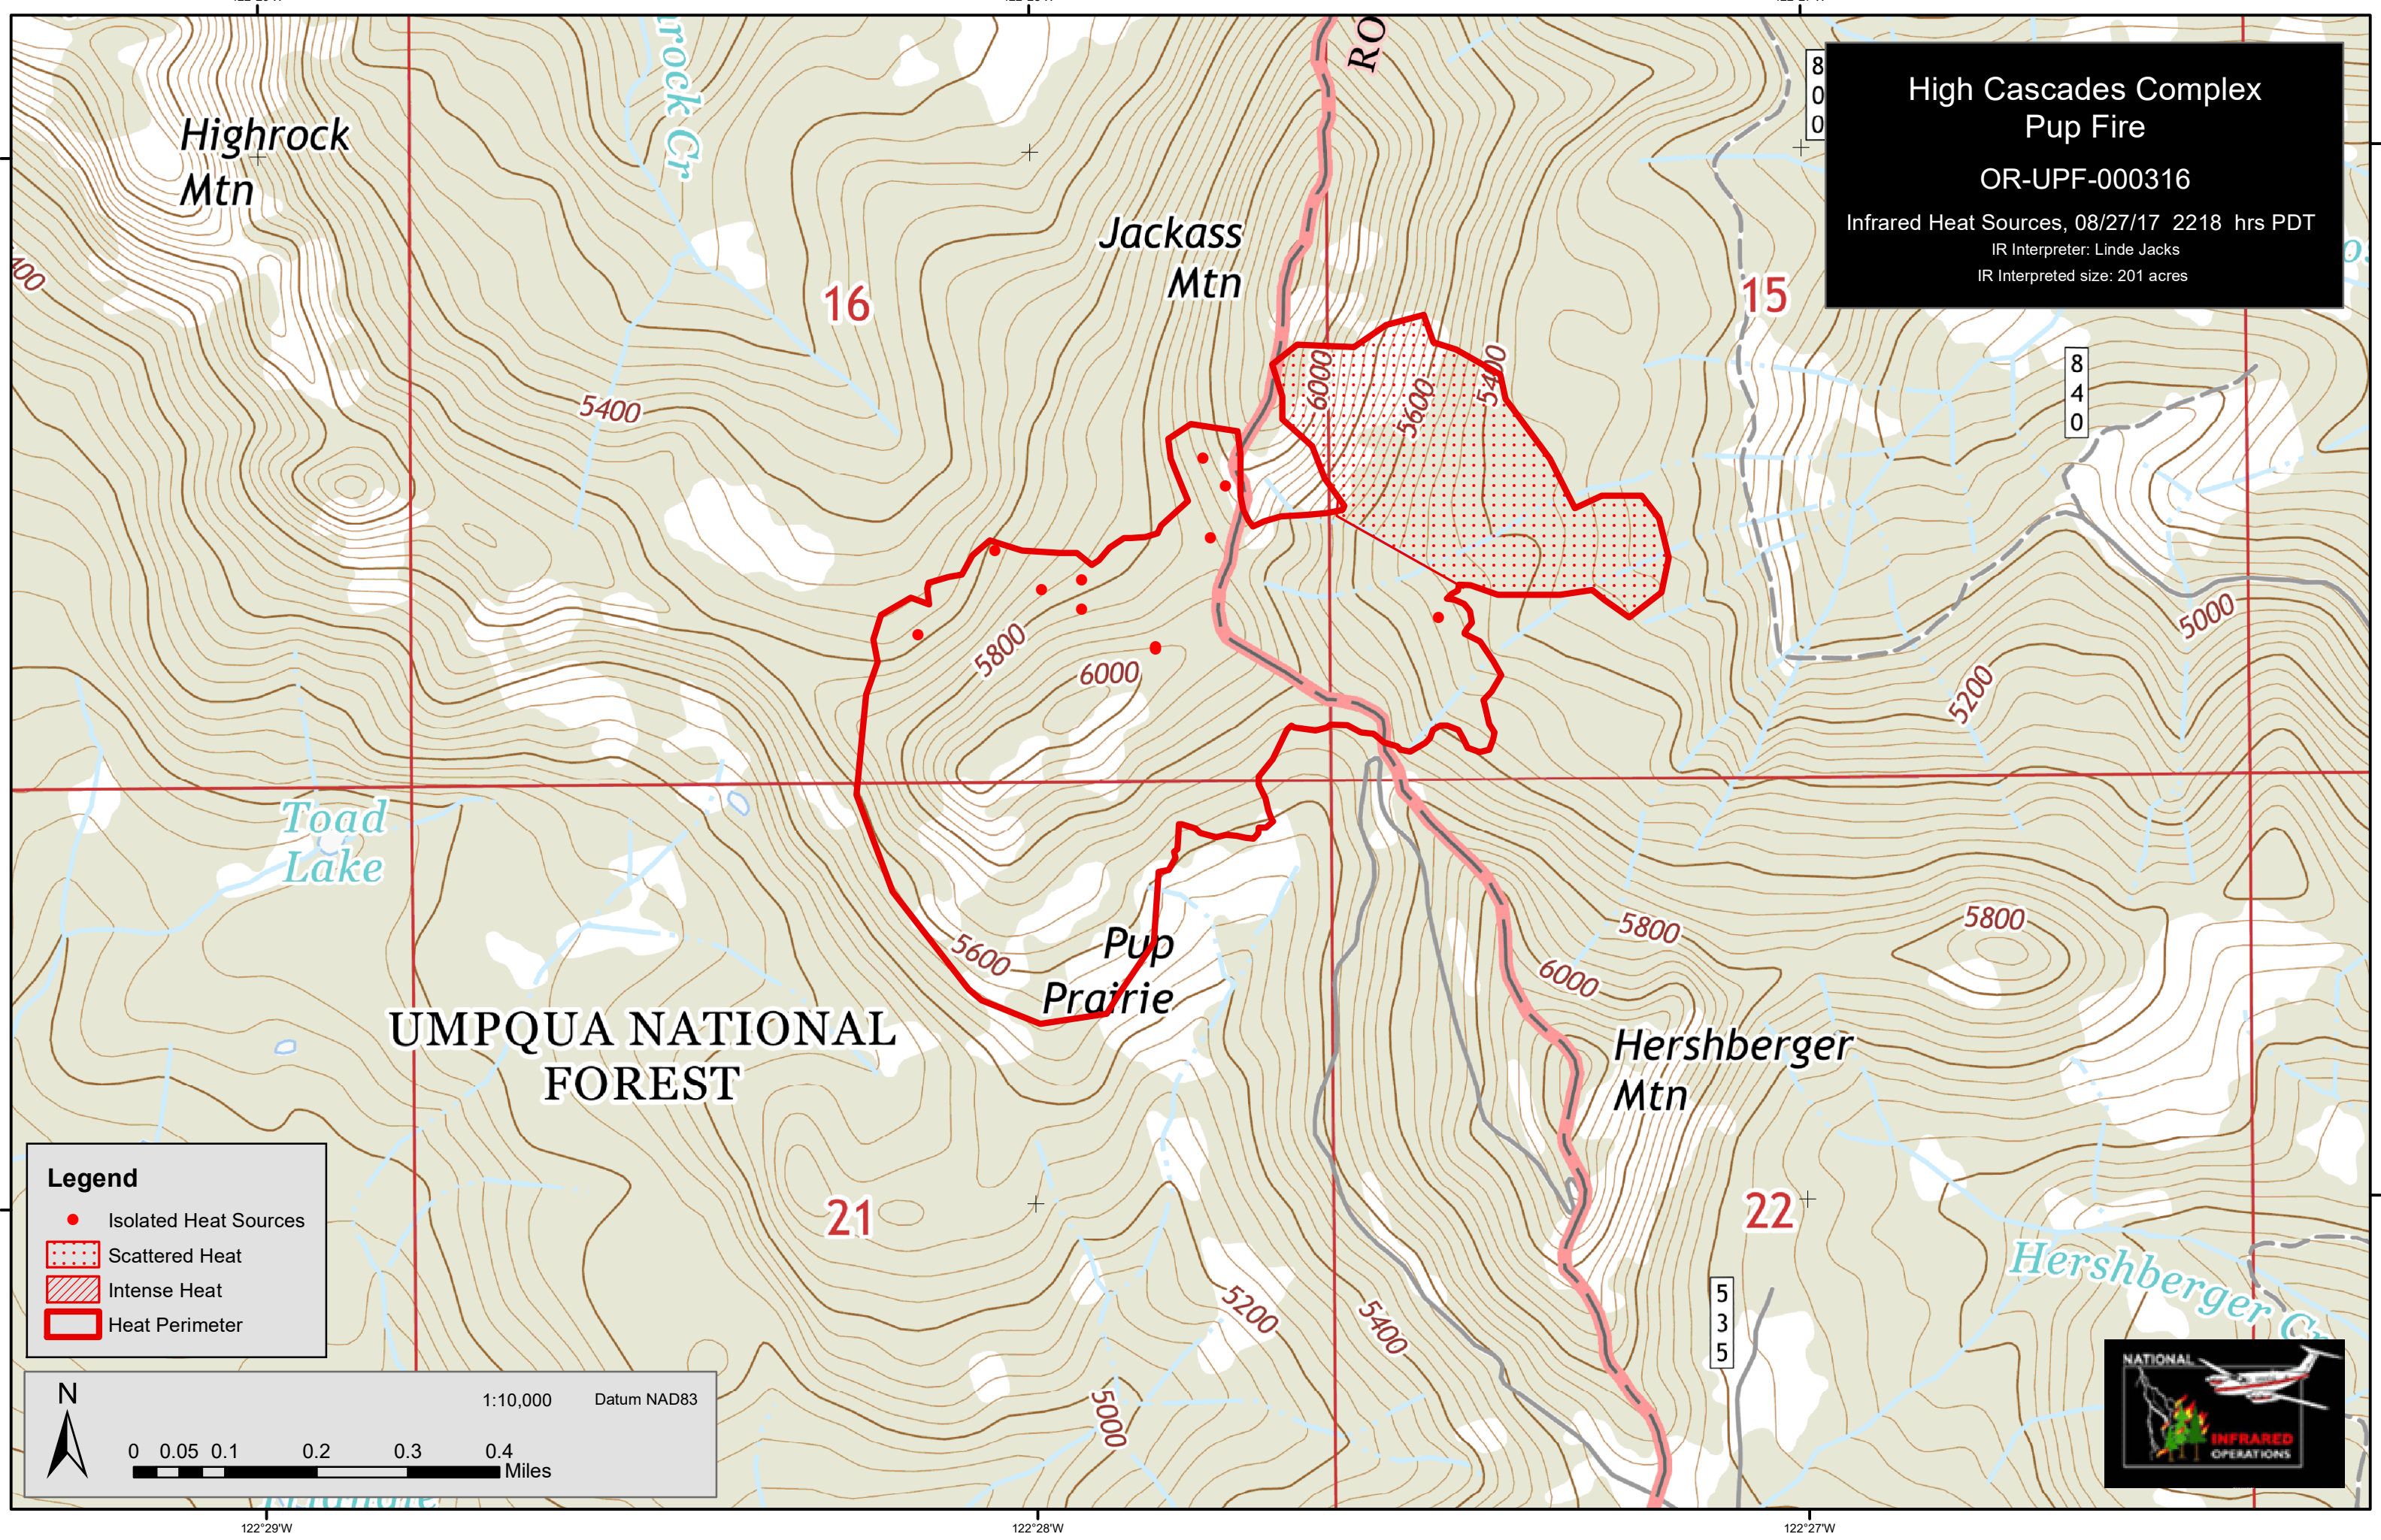 High Cascades Complex
Pup Fire
OR-UPF-000316
Infrared Heat Sources, 08/27/17 2218 hrs PDT
IR Interpreter: Linde Jacks
IR Interpreted size: 201 acres
RO
rock Cr
800
Highrock
Mtn
Jackass
Mtn
400
16
15
840
6000
5600
5400
5400
5800
6000
5000
5200
Toad
Lake
5600
Pup
Prairie
5800
5800
6000
UMPQUA NATIONAL
FOREST
Hershberger
Mtn
21
22
Hershberger Cr
535
5200
5400
5000
Legend
Isolated Heat Sources
Scattered Heat
Intense Heat
Heat Perimeter
N
1:10,000 Datum NAD83
0 0.05 0.1 0.2 0.3 0.4
Miles
NATIONAL
INFRARED
OPERATIONS
122°29'W
122°28'W
122°27'W